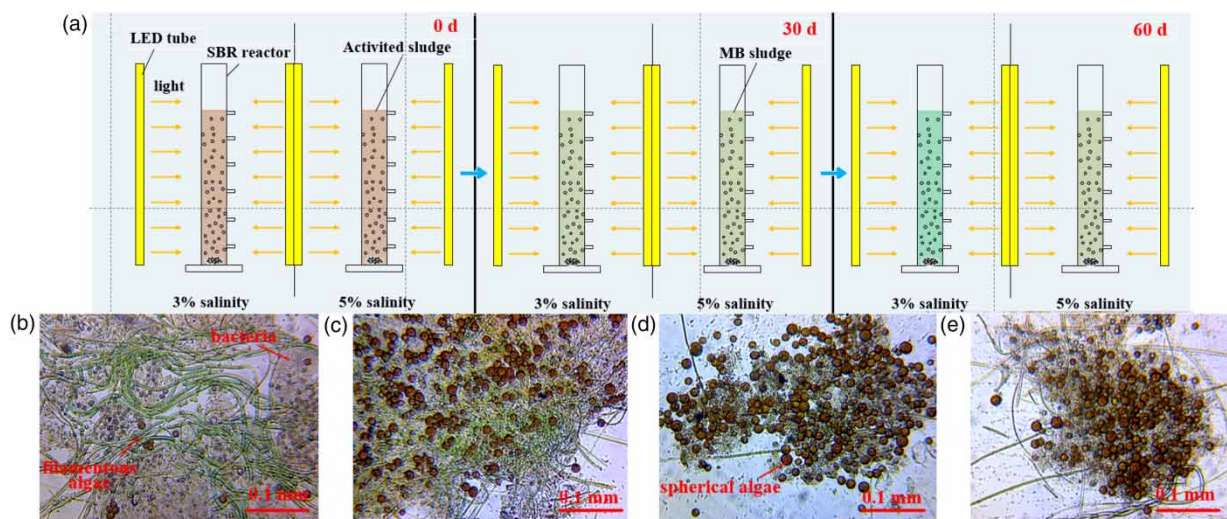 (a)
0 d
30 d
60 d
LED tube
SBR reactor
Activited sludge
MB sludge
light
3% salinity
5% salinity
3% salinity
5% salinity
3% salinity
5% salinity
(b)
bacteria
filamentous
algae
0.1 mm
(c)
0.1 mm
(d)
spherical algae
0.1 mm
(e)
0.1 mm